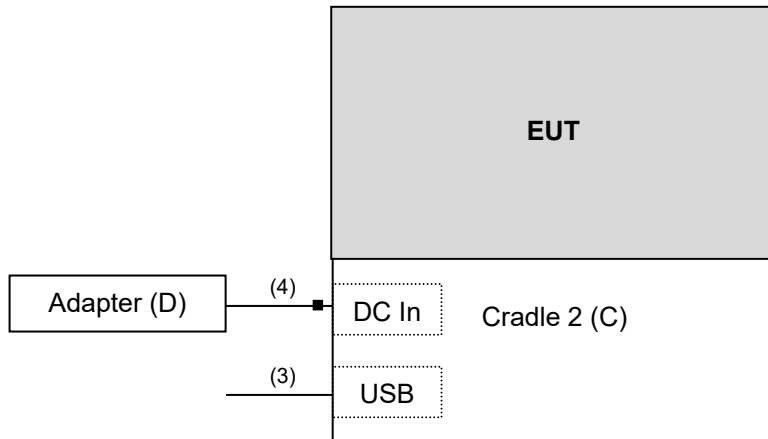 EUT
(4)
Adapter (D)
DC In
Cradle 2 (C)
(3)
USB